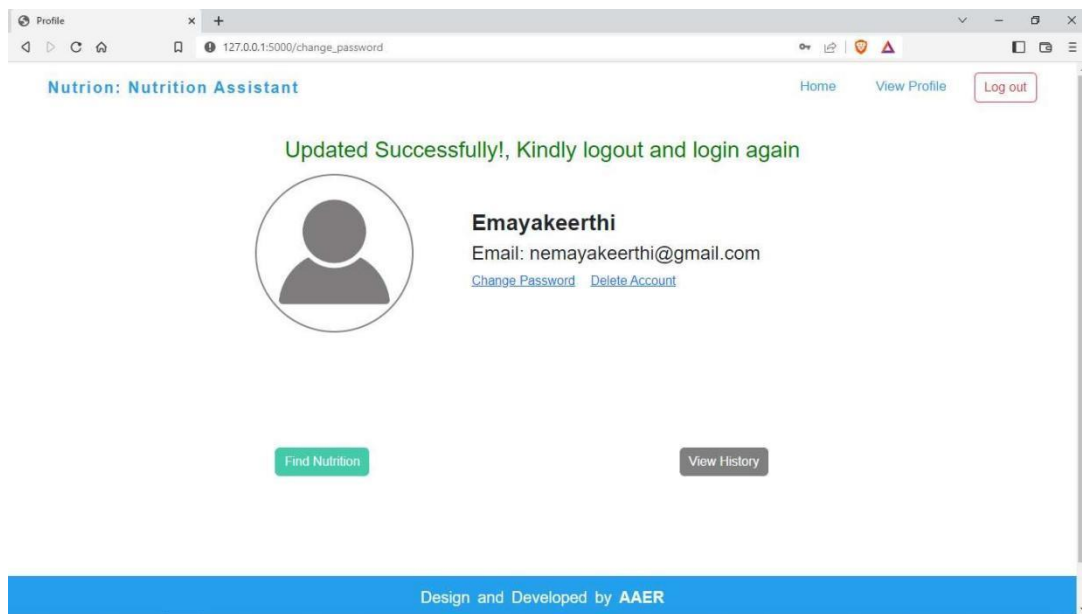 Profile
127.0.0.1:5000/change_password
Nutrion: Nutrition Assistant Home View Profile Log out
Updated Successfully!, Kindly logout and login again
Emayakeerthi
Email: nemayakeerthi@gmail.com
Change Password Delete Account
Find Nutrition View History
Design and Developed by AAER